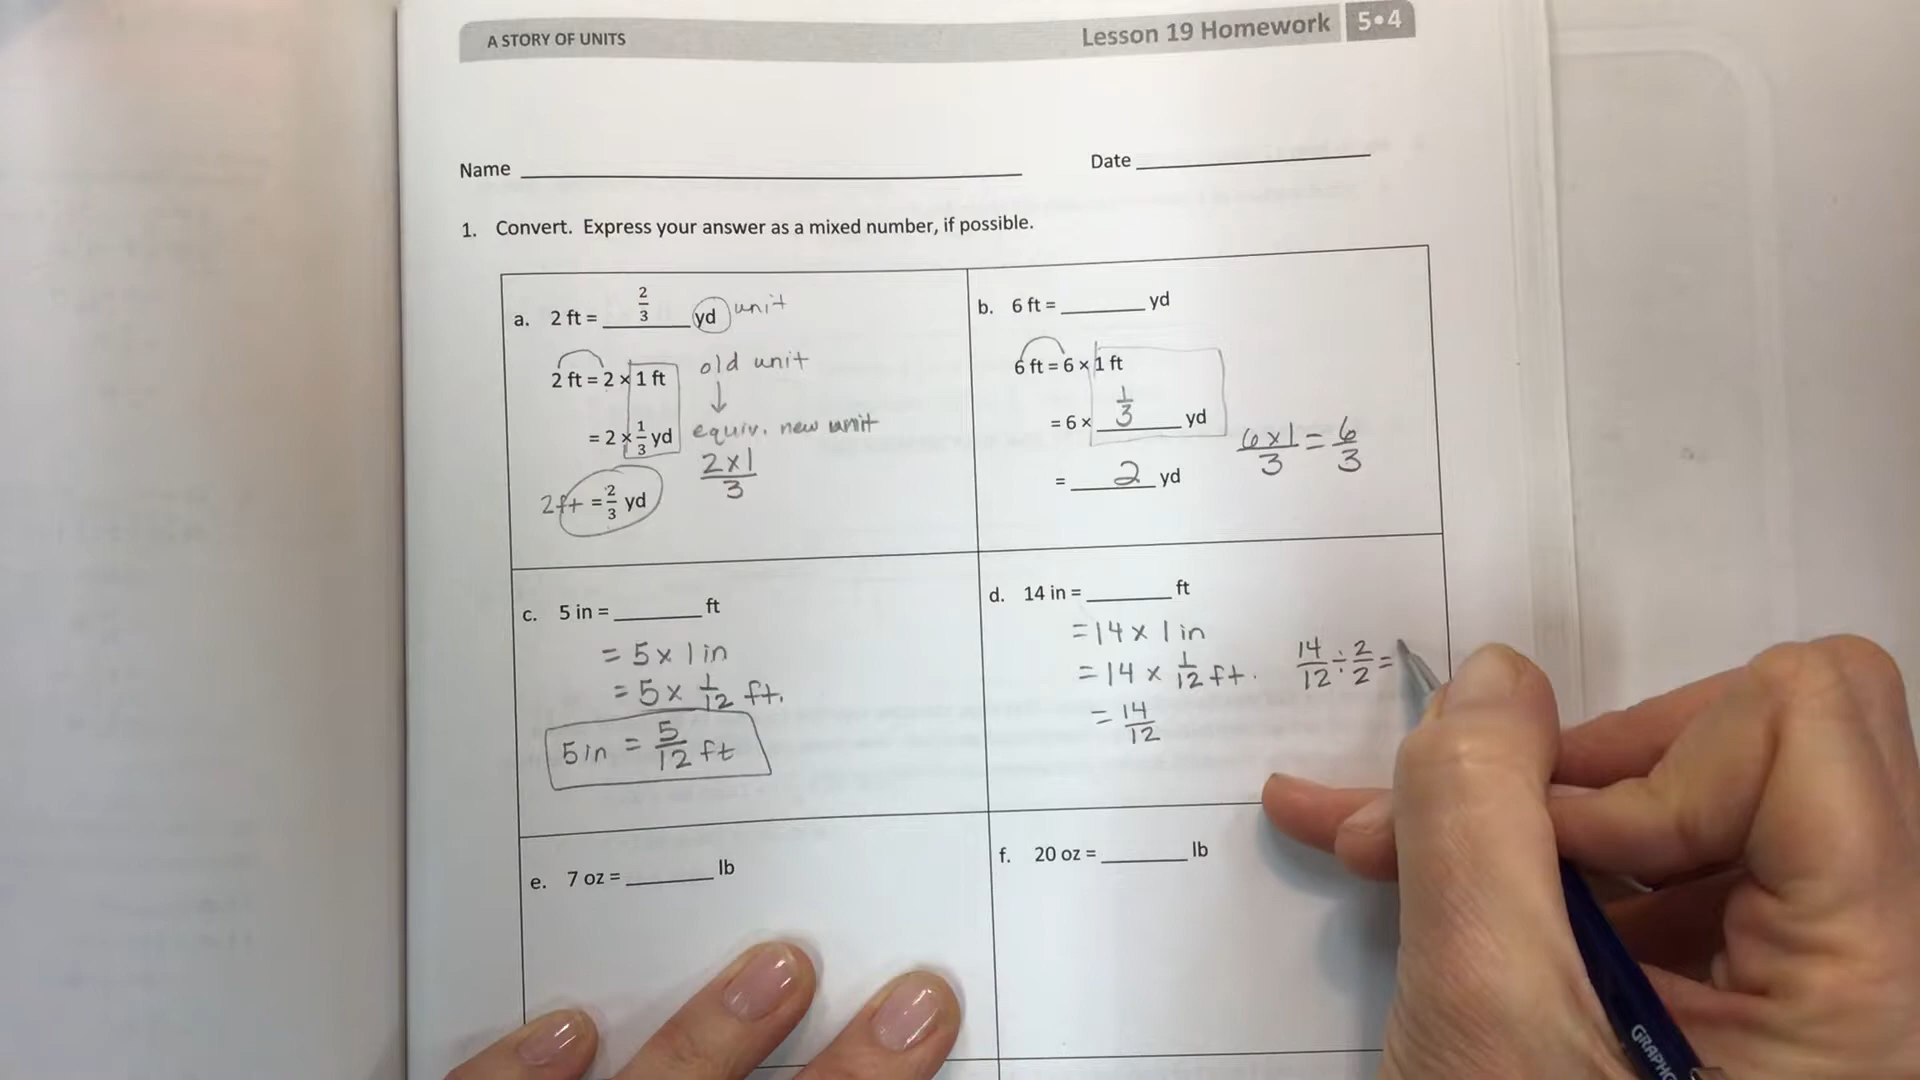 A STORY OF UNITS
Lesson 19 Homework 5•4
Name
Date
1. Convert. Express your answer as a mixed number, if possible.
a. 2 ft = 2/3 yd unit
2 ft = 2 × 1 ft old unit
↓
= 2 × 1/3 yd equiv. new unit
2×1/3
2ft = 2/3 yd
b. 6 ft = ________ yd
6 ft = 6 × 1 ft
= 6 × 1/3 yd
6×1/3 = 6/3
= 2 yd
c. 5 in = ________ ft
= 5 × 1 in
= 5 × 1/12 ft.
5in = 5/12 ft
d. 14 in = ________ ft
= 14 × 1 in
= 14 × 1/12 ft. 14/12 ÷ 2/2 =
= 14/12
e. 7 oz = ________ lb
f. 20 oz = ________ lb